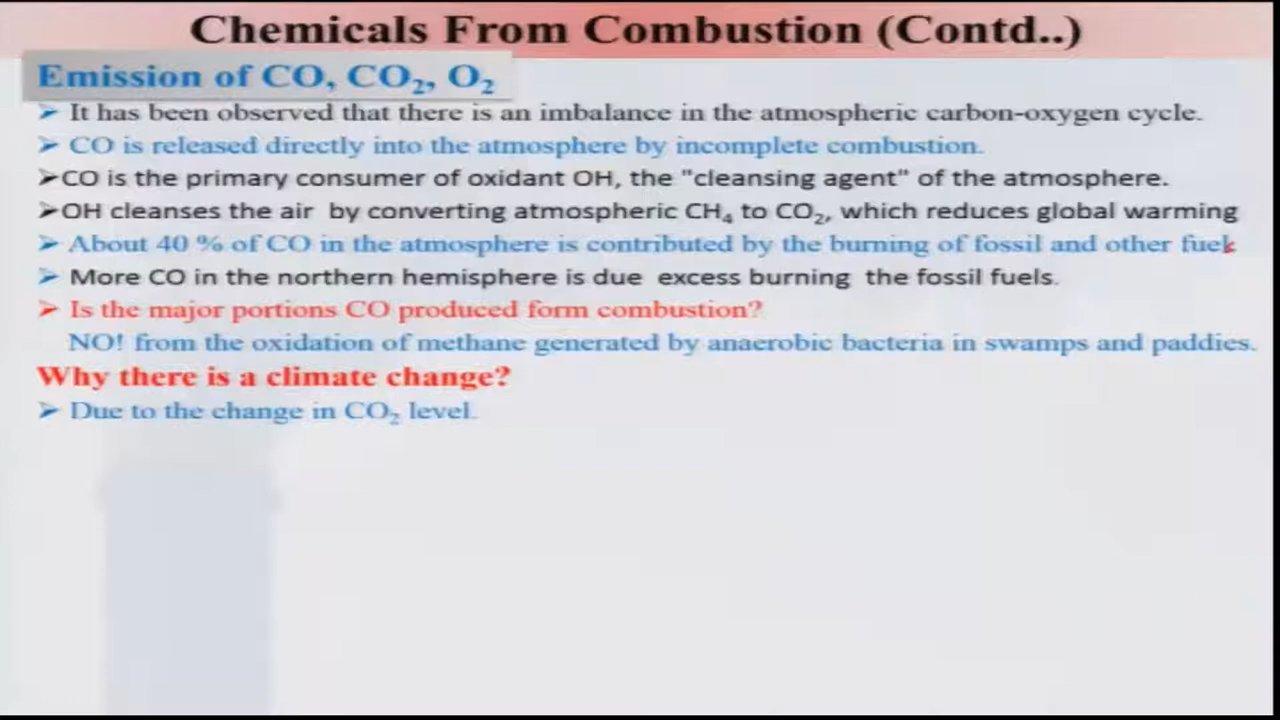 Chemicals From Combustion (Contd..)
Emission of CO, CO₂, O₂
➤ It has been observed that there is an imbalance in the atmospheric carbon-oxygen cycle.
➤ CO is released directly into the atmosphere by incomplete combustion.
➤CO is the primary consumer of oxidant OH, the "cleansing agent" of the atmosphere.
➤OH cleanses the air by converting atmospheric CH₄ to CO₂, which reduces global warming
➤ About 40 % of CO in the atmosphere is contributed by the burning of fossil and other fuels
➤ More CO in the northern hemisphere is due excess burning the fossil fuels.
➤ Is the major portions CO produced form combustion?
NO! from the oxidation of methane generated by anaerobic bacteria in swamps and paddies.
Why there is a climate change?
➤ Due to the change in CO₂ level.